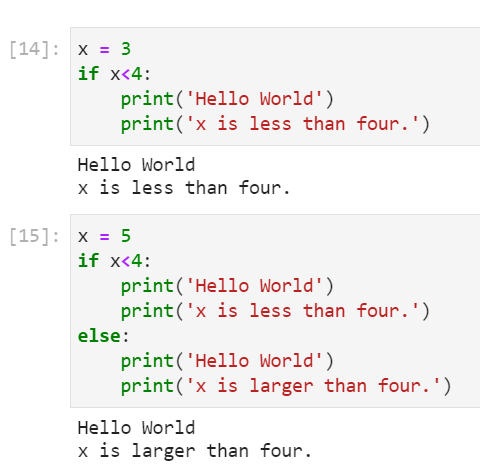 [14]: x = 3
if x<4:
    print('Hello World')
    print('x is less than four.')
Hello World
x is less than four.
[15]: x = 5
if x<4:
    print('Hello World')
    print('x is less than four.')
else:
    print('Hello World')
    print('x is larger than four.')
Hello World
x is larger than four.